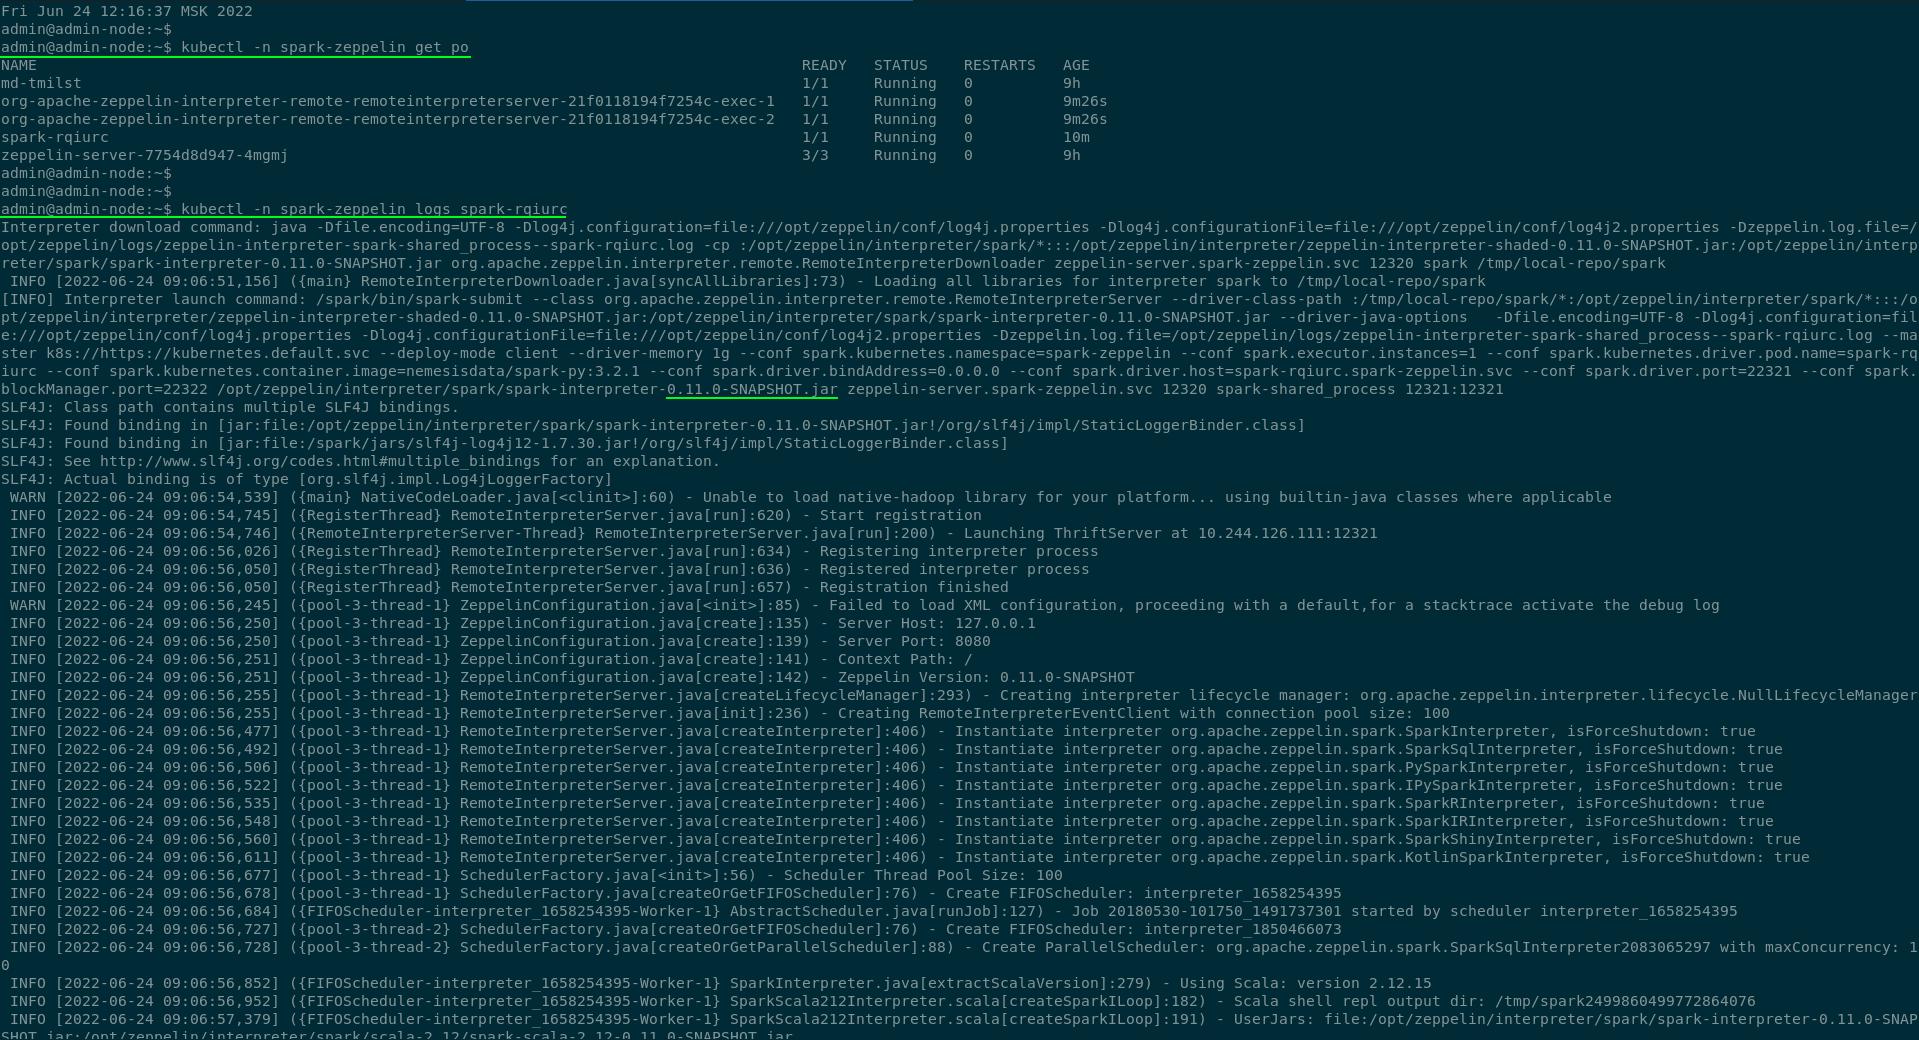 Fri Jun 24 12:16:37 MSK 2022
admin@admin-node:~$
admin@admin-node:~$ kubectl -n spark-zeppelin get po
NAME READY STATUS RESTARTS AGE
md-tmilst 1/1 Running 0 9h
org-apache-zeppelin-interpreter-remote-remoteinterpreterserver-21f0118194f7254c-exec-1 1/1 Running 0 9m26s
org-apache-zeppelin-interpreter-remote-remoteinterpreterserver-21f0118194f7254c-exec-2 1/1 Running 0 9m26s
spark-rqiurc 1/1 Running 0 10m
zeppelin-server-7754d8d947-4mgmj 3/3 Running 0 9h
admin@admin-node:~$
admin@admin-node:~$
admin@admin-node:~$ kubectl -n spark-zeppelin logs spark-rqiurc
Interpreter download command: java -Dfile.encoding=UTF-8 -Dlog4j.configuration=file:///opt/zeppelin/conf/log4j.properties -Dlog4j.configurationFile=file:///opt/zeppelin/conf/log4j2.properties -Dzeppelin.log.file=/
opt/zeppelin/logs/zeppelin-interpreter-spark-shared_process--spark-rqiurc.log -cp :/opt/zeppelin/interpreter/spark/*:::/opt/zeppelin/interpreter/zeppelin-interpreter-shaded-0.11.0-SNAPSHOT.jar:/opt/zeppelin/interp
reter/spark/spark-interpreter-0.11.0-SNAPSHOT.jar org.apache.zeppelin.interpreter.remote.RemoteInterpreterDownloader zeppelin-server.spark-zeppelin.svc 12320 spark /tmp/local-repo/spark
INFO [2022-06-24 09:06:51,156] ({main} RemoteInterpreterDownloader.java[syncAllLibraries]:73) - Loading all libraries for interpreter spark to /tmp/local-repo/spark
[INFO] Interpreter launch command: /spark/bin/spark-submit --class org.apache.zeppelin.interpreter.remote.RemoteInterpreterServer --driver-class-path :/tmp/local-repo/spark/*:/opt/zeppelin/interpreter/spark/*:::/o
pt/zeppelin/interpreter/zeppelin-interpreter-shaded-0.11.0-SNAPSHOT.jar:/opt/zeppelin/interpreter/spark/spark-interpreter-0.11.0-SNAPSHOT.jar --driver-java-options   -Dfile.encoding=UTF-8 -Dlog4j.configuration=fil
e:///opt/zeppelin/conf/log4j.properties -Dlog4j.configurationFile=file:///opt/zeppelin/conf/log4j2.properties -Dzeppelin.log.file=/opt/zeppelin/logs/zeppelin-interpreter-spark-shared_process--spark-rqiurc.log --ma
ster k8s://https://kubernetes.default.svc --deploy-mode client --driver-memory 1g --conf spark.kubernetes.namespace=spark-zeppelin --conf spark.executor.instances=1 --conf spark.kubernetes.driver.pod.name=spark-rq
iurc --conf spark.kubernetes.container.image=nemesisdata/spark-py:3.2.1 --conf spark.driver.bindAddress=0.0.0.0 --conf spark.driver.host=spark-rqiurc.spark-zeppelin.svc --conf spark.driver.port=22321 --conf spark.
blockManager.port=22322 /opt/zeppelin/interpreter/spark/spark-interpreter-0.11.0-SNAPSHOT.jar zeppelin-server.spark-zeppelin.svc 12320 spark-shared_process 12321:12321
SLF4J: Class path contains multiple SLF4J bindings.
SLF4J: Found binding in [jar:file:/opt/zeppelin/interpreter/spark/spark-interpreter-0.11.0-SNAPSHOT.jar!/org/slf4j/impl/StaticLoggerBinder.class]
SLF4J: Found binding in [jar:file:/spark/jars/slf4j-log4j12-1.7.30.jar!/org/slf4j/impl/StaticLoggerBinder.class]
SLF4J: See http://www.slf4j.org/codes.html#multiple_bindings for an explanation.
SLF4J: Actual binding is of type [org.slf4j.impl.Log4jLoggerFactory]
WARN [2022-06-24 09:06:54,539] ({main} NativeCodeLoader.java[<clinit>]:60) - Unable to load native-hadoop library for your platform... using builtin-java classes where applicable
INFO [2022-06-24 09:06:54,745] ({RegisterThread} RemoteInterpreterServer.java[run]:620) - Start registration
INFO [2022-06-24 09:06:54,746] ({RemoteInterpreterServer-Thread} RemoteInterpreterServer.java[run]:200) - Launching ThriftServer at 10.244.126.111:12321
INFO [2022-06-24 09:06:56,026] ({RegisterThread} RemoteInterpreterServer.java[run]:634) - Registering interpreter process
INFO [2022-06-24 09:06:56,050] ({RegisterThread} RemoteInterpreterServer.java[run]:636) - Registered interpreter process
INFO [2022-06-24 09:06:56,050] ({RegisterThread} RemoteInterpreterServer.java[run]:657) - Registration finished
WARN [2022-06-24 09:06:56,245] ({pool-3-thread-1} ZeppelinConfiguration.java[<init>]:85) - Failed to load XML configuration, proceeding with a default,for a stacktrace activate the debug log
INFO [2022-06-24 09:06:56,250] ({pool-3-thread-1} ZeppelinConfiguration.java[create]:135) - Server Host: 127.0.0.1
INFO [2022-06-24 09:06:56,250] ({pool-3-thread-1} ZeppelinConfiguration.java[create]:139) - Server Port: 8080
INFO [2022-06-24 09:06:56,251] ({pool-3-thread-1} ZeppelinConfiguration.java[create]:141) - Context Path: /
INFO [2022-06-24 09:06:56,251] ({pool-3-thread-1} ZeppelinConfiguration.java[create]:142) - Zeppelin Version: 0.11.0-SNAPSHOT
INFO [2022-06-24 09:06:56,255] ({pool-3-thread-1} RemoteInterpreterServer.java[createLifecycleManager]:293) - Creating interpreter lifecycle manager: org.apache.zeppelin.interpreter.lifecycle.NullLifecycleManager
INFO [2022-06-24 09:06:56,255] ({pool-3-thread-1} RemoteInterpreterServer.java[init]:236) - Creating RemoteInterpreterEventClient with connection pool size: 100
INFO [2022-06-24 09:06:56,477] ({pool-3-thread-1} RemoteInterpreterServer.java[createInterpreter]:406) - Instantiate interpreter org.apache.zeppelin.spark.SparkInterpreter, isForceShutdown: true
INFO [2022-06-24 09:06:56,492] ({pool-3-thread-1} RemoteInterpreterServer.java[createInterpreter]:406) - Instantiate interpreter org.apache.zeppelin.spark.SparkSqlInterpreter, isForceShutdown: true
INFO [2022-06-24 09:06:56,506] ({pool-3-thread-1} RemoteInterpreterServer.java[createInterpreter]:406) - Instantiate interpreter org.apache.zeppelin.spark.PySparkInterpreter, isForceShutdown: true
INFO [2022-06-24 09:06:56,522] ({pool-3-thread-1} RemoteInterpreterServer.java[createInterpreter]:406) - Instantiate interpreter org.apache.zeppelin.spark.IPySparkInterpreter, isForceShutdown: true
INFO [2022-06-24 09:06:56,535] ({pool-3-thread-1} RemoteInterpreterServer.java[createInterpreter]:406) - Instantiate interpreter org.apache.zeppelin.spark.SparkRInterpreter, isForceShutdown: true
INFO [2022-06-24 09:06:56,548] ({pool-3-thread-1} RemoteInterpreterServer.java[createInterpreter]:406) - Instantiate interpreter org.apache.zeppelin.spark.SparkIRInterpreter, isForceShutdown: true
INFO [2022-06-24 09:06:56,560] ({pool-3-thread-1} RemoteInterpreterServer.java[createInterpreter]:406) - Instantiate interpreter org.apache.zeppelin.spark.SparkShinyInterpreter, isForceShutdown: true
INFO [2022-06-24 09:06:56,611] ({pool-3-thread-1} RemoteInterpreterServer.java[createInterpreter]:406) - Instantiate interpreter org.apache.zeppelin.spark.KotlinSparkInterpreter, isForceShutdown: true
INFO [2022-06-24 09:06:56,677] ({pool-3-thread-1} SchedulerFactory.java[<init>]:56) - Scheduler Thread Pool Size: 100
INFO [2022-06-24 09:06:56,678] ({pool-3-thread-1} SchedulerFactory.java[createOrGetFIFOScheduler]:76) - Create FIFOScheduler: interpreter_1658254395
INFO [2022-06-24 09:06:56,684] ({FIFOScheduler-interpreter_1658254395-Worker-1} AbstractScheduler.java[runJob]:127) - Job 20180530-101750_1491737301 started by scheduler interpreter_1658254395
INFO [2022-06-24 09:06:56,727] ({pool-3-thread-2} SchedulerFactory.java[createOrGetFIFOScheduler]:76) - Create FIFOScheduler: interpreter_1850466073
INFO [2022-06-24 09:06:56,728] ({pool-3-thread-2} SchedulerFactory.java[createOrGetParallelScheduler]:88) - Create ParallelScheduler: org.apache.zeppelin.spark.SparkSqlInterpreter2083065297 with maxConcurrency: 1
0
INFO [2022-06-24 09:06:56,852] ({FIFOScheduler-interpreter_1658254395-Worker-1} SparkInterpreter.java[extractScalaVersion]:279) - Using Scala: version 2.12.15
INFO [2022-06-24 09:06:56,952] ({FIFOScheduler-interpreter_1658254395-Worker-1} SparkScala212Interpreter.scala[createSparkILoop]:182) - Scala shell repl output dir: /tmp/spark2499860499772864076
INFO [2022-06-24 09:06:57,379] ({FIFOScheduler-interpreter_1658254395-Worker-1} SparkScala212Interpreter.scala[createSparkILoop]:191) - UserJars: file:/opt/zeppelin/interpreter/spark/spark-interpreter-0.11.0-SNAP
SHOT.jar:/opt/zeppelin/interpreter/spark/scala-2.12/spark-scala-2.12-0.11.0-SNAPSHOT.jar